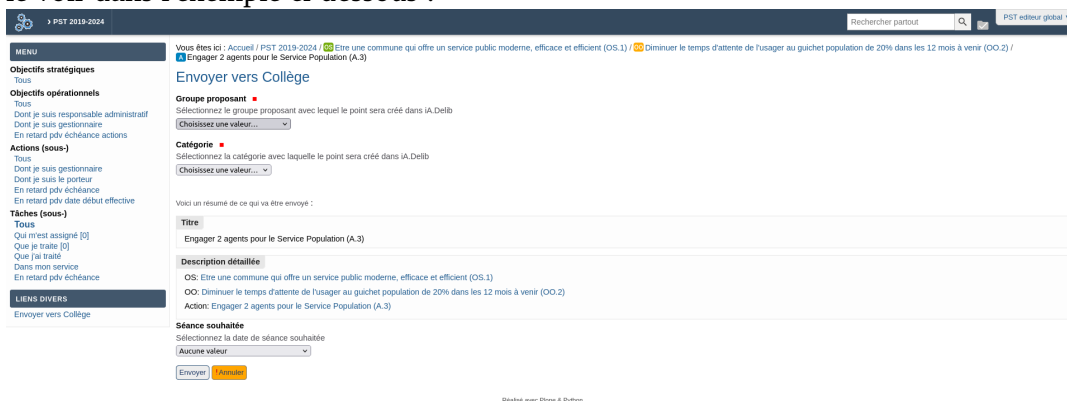 PST 2019-2024
Rechercher partout
PST editeur global
MENU
Objectifs stratégiques
Tous
Objectifs opérationnels
Tous
Dont je suis responsable administratif
Dont je suis gestionnaire
En retard pdv échéance actions
Actions (sous-)
Tous
Dont je suis gestionnaire
Dont je suis le porteur
En retard pdv échéance
En retard pdv date début effective
Tâches (sous-)
Tous
Qui m'est assigné [0]
Que je traite [0]
Que j'ai traité
Dans mon service
En retard pdv échéance
LIENS DIVERS
Envoyer vers Collège
Vous êtes ici : Accueil / PST 2019-2024 / OS Etre une commune qui offre un service public moderne, efficace et efficient (OS.1) / OO Diminuer le temps d'attente de l'usager au guichet population de 20% dans les 12 mois à venir (OO.2) /
A Engager 2 agents pour le Service Population (A.3)
Envoyer vers Collège
Groupe proposant
Sélectionnez le groupe proposant avec lequel le point sera créé dans iA.Delib
Choisissez une valeur...
Catégorie
Sélectionnez la catégorie avec laquelle le point sera créé dans iA.Delib
Choisissez une valeur...
Voici un résumé de ce qui va être envoyé :
Titre
Engager 2 agents pour le Service Population (A.3)
Description détaillée
OS: Etre une commune qui offre un service public moderne, efficace et efficient (OS.1)
OO: Diminuer le temps d'attente de l'usager au guichet population de 20% dans les 12 mois à venir (OO.2)
Action: Engager 2 agents pour le Service Population (A.3)
Séance souhaitée
Sélectionnez la date de séance souhaitée
Aucune valeur
Envoyer !Annuler